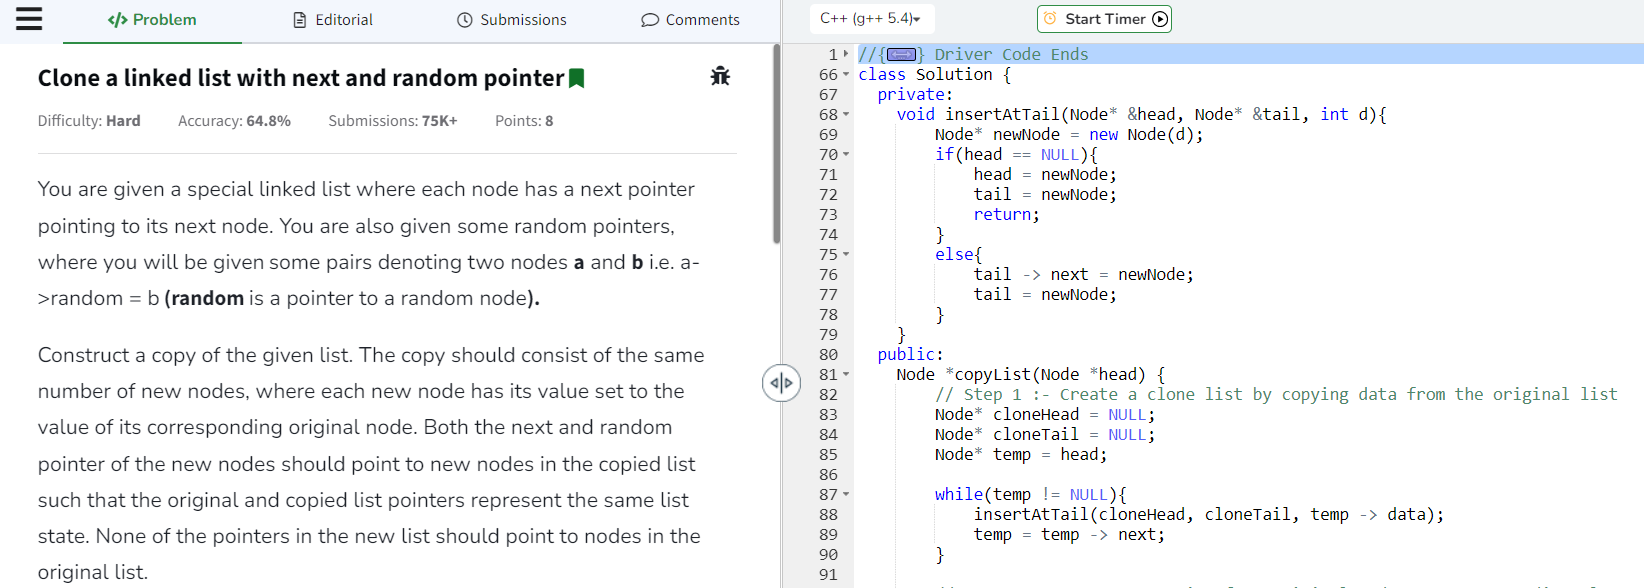 </> Problem
Editorial
Submissions
Comments
Clone a linked list with next and random pointer
Difficulty: Hard Accuracy: 64.8% Submissions: 75K+ Points: 8
You are given a special linked list where each node has a next pointer
pointing to its next node. You are also given some random pointers,
where you will be given some pairs denoting two nodes a and b i.e. a-
>random = b (random is a pointer to a random node).
Construct a copy of the given list. The copy should consist of the same
number of new nodes, where each new node has its value set to the
value of its corresponding original node. Both the next and random
pointer of the new nodes should point to new nodes in the copied list
such that the original and copied list pointers represent the same list
state. None of the pointers in the new list should point to nodes in the
original list.
C++ (g++ 5.4)
Start Timer
1 //{ } Driver Code Ends
66 class Solution {
67 private:
68 void insertAtTail(Node* &head, Node* &tail, int d){
69 Node* newNode = new Node(d);
70 if(head == NULL){
71 head = newNode;
72 tail = newNode;
73 return;
74 }
75 else{
76 tail -> next = newNode;
77 tail = newNode;
78 }
79 }
80 public:
81 Node *copyList(Node *head) {
82 // Step 1 :- Create a clone list by copying data from the original list
83 Node* cloneHead = NULL;
84 Node* cloneTail = NULL;
85 Node* temp = head;
86
87 while(temp != NULL){
88 insertAtTail(cloneHead, cloneTail, temp -> data);
89 temp = temp -> next;
90 }
91